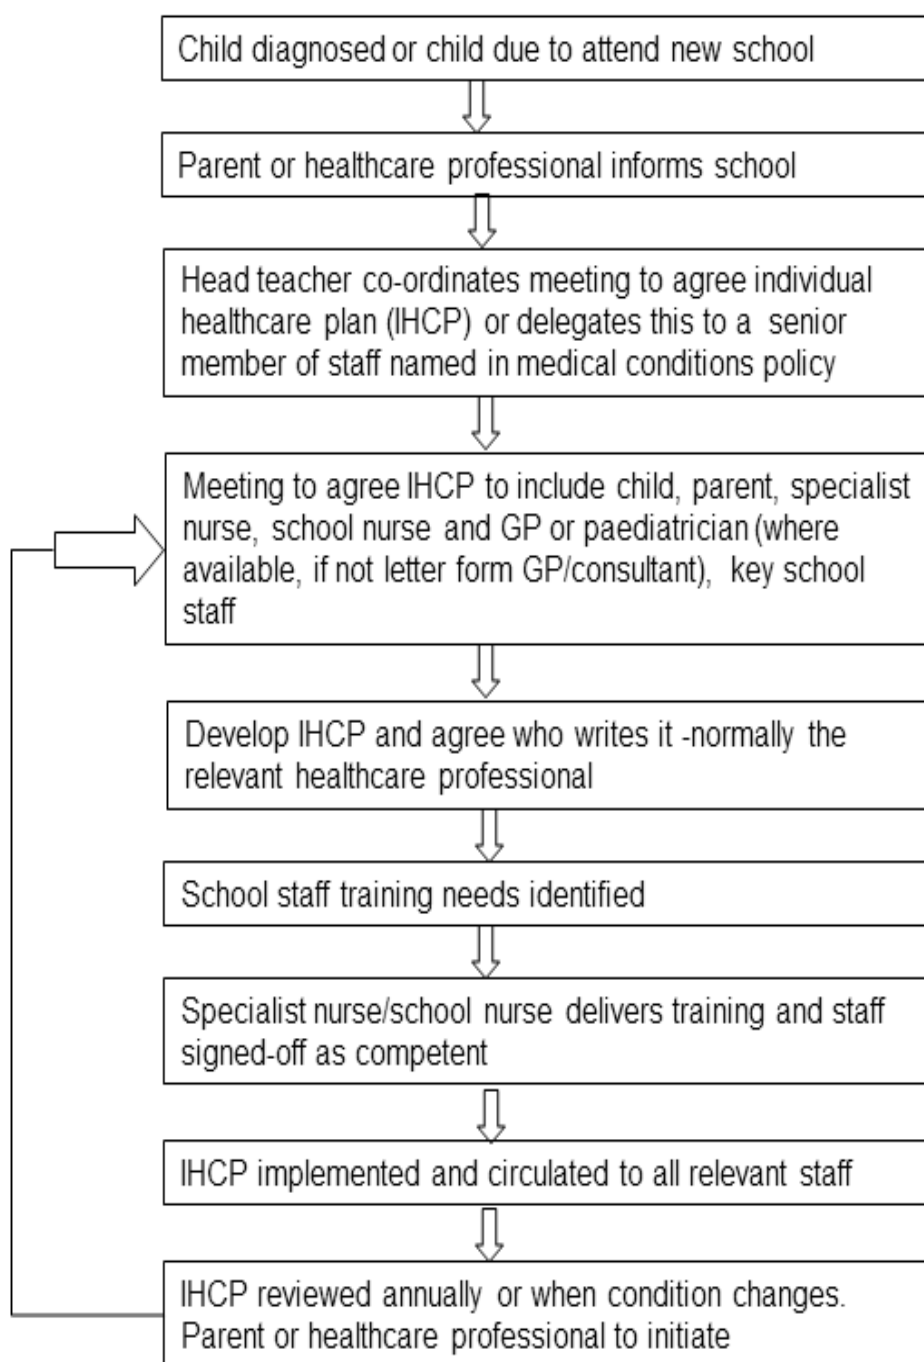 Child diagnosed or child due to attend new school
Parent or healthcare professional informs school
Head teacher co-ordinates meeting to agree individual
healthcare plan (IHCP) or delegates this to a senior
member of staff named in medical conditions policy
Meeting to agree IHCP to include child, parent, specialist
nurse, school nurse and GP or paediatrician (where
available, if not letter form GP/consultant), key school
staff
Develop IHCP and agree who writes it -normally the
relevant healthcare professional
School staff training needs identified
Specialist nurse/school nurse delivers training and staff
signed-off as competent
IHCP implemented and circulated to all relevant staff
IHCP reviewed annually or when condition changes.
Parent or healthcare professional to initiate